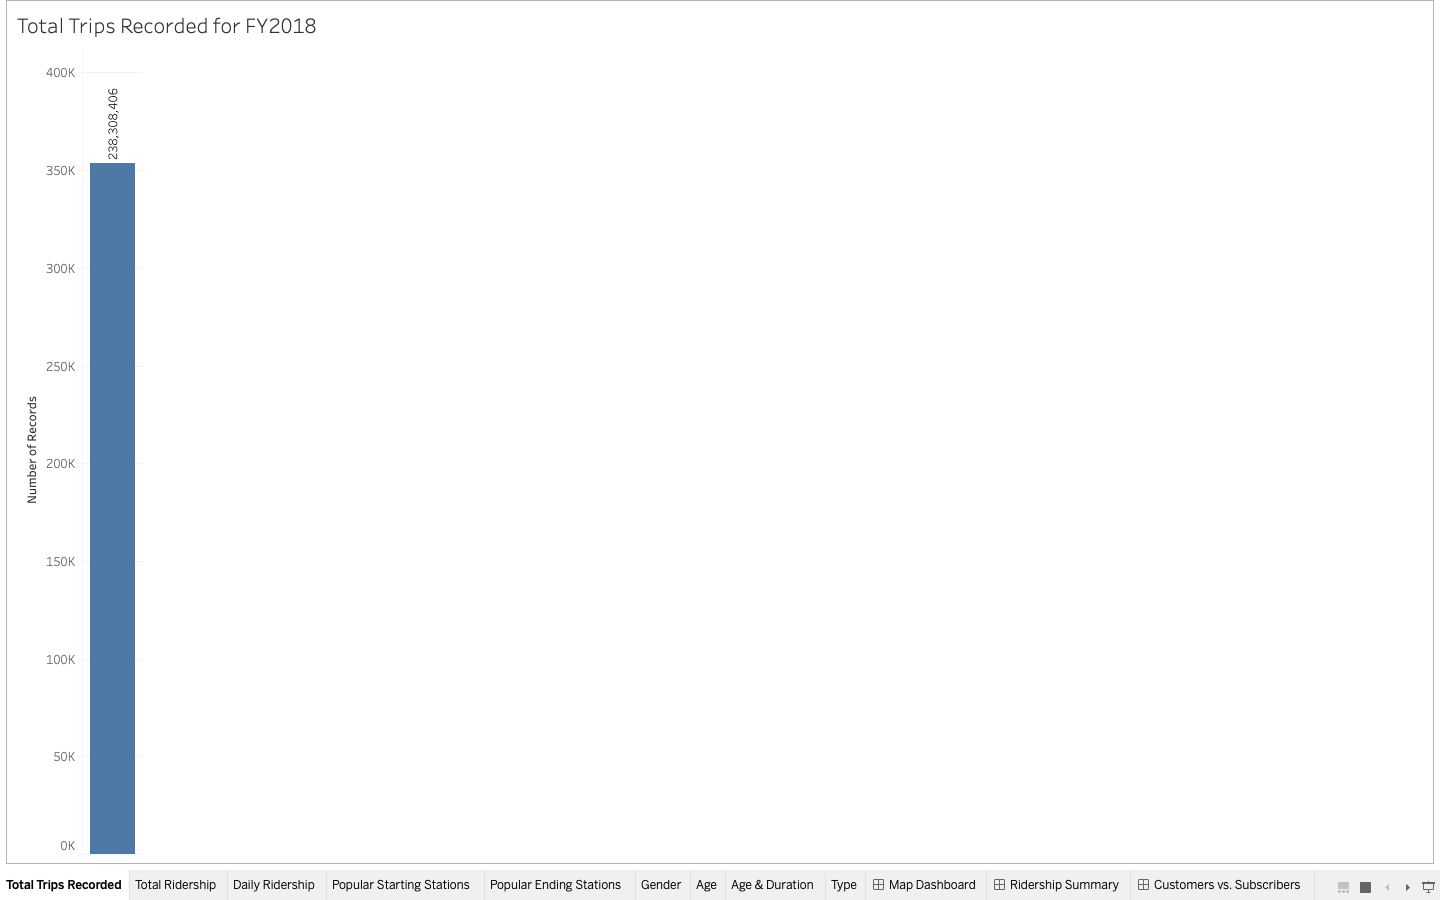 Total Trips Recorded for FY2018
400K
238,308,406
350K
300K
250K
Number of Records
200K
150K
100K
50K
0K
Total Trips Recorded
Total Ridership
Daily Ridership
Popular Starting Stations
Popular Ending Stations
Gender
Age
Age & Duration
Type
Map Dashboard
Ridership Summary
Customers vs. Subscribers